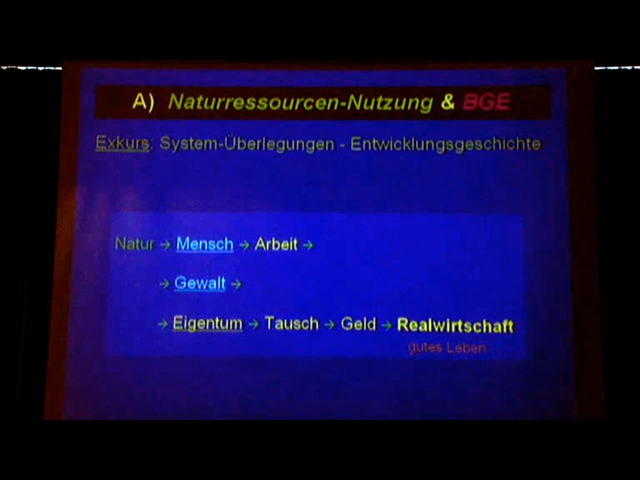 A) Naturressourcen-Nutzung & BGE
Exkurs: System-Überlegungen - Entwicklungsgeschichte
Natur → Mensch → Arbeit →
→ Gewalt →
→ Eigentum → Tausch → Geld → Realwirtschaft
gutes Leben